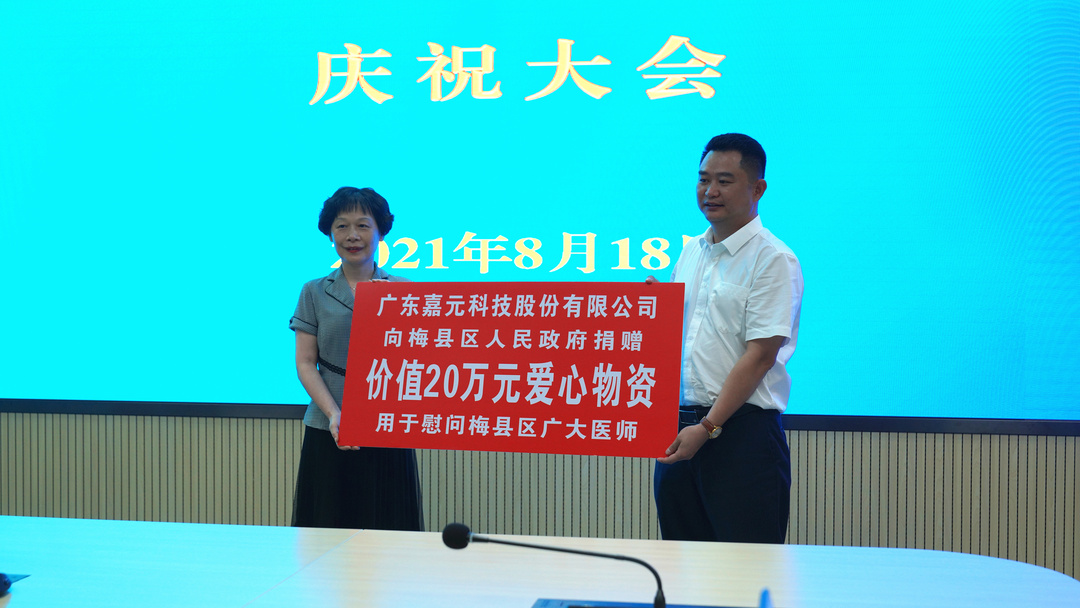 庆祝大会
2021年8月18
广东嘉元科技股份有限公司
向梅县区人民政府捐赠
价值20万元爱心物资
用于慰问梅县区广大医师